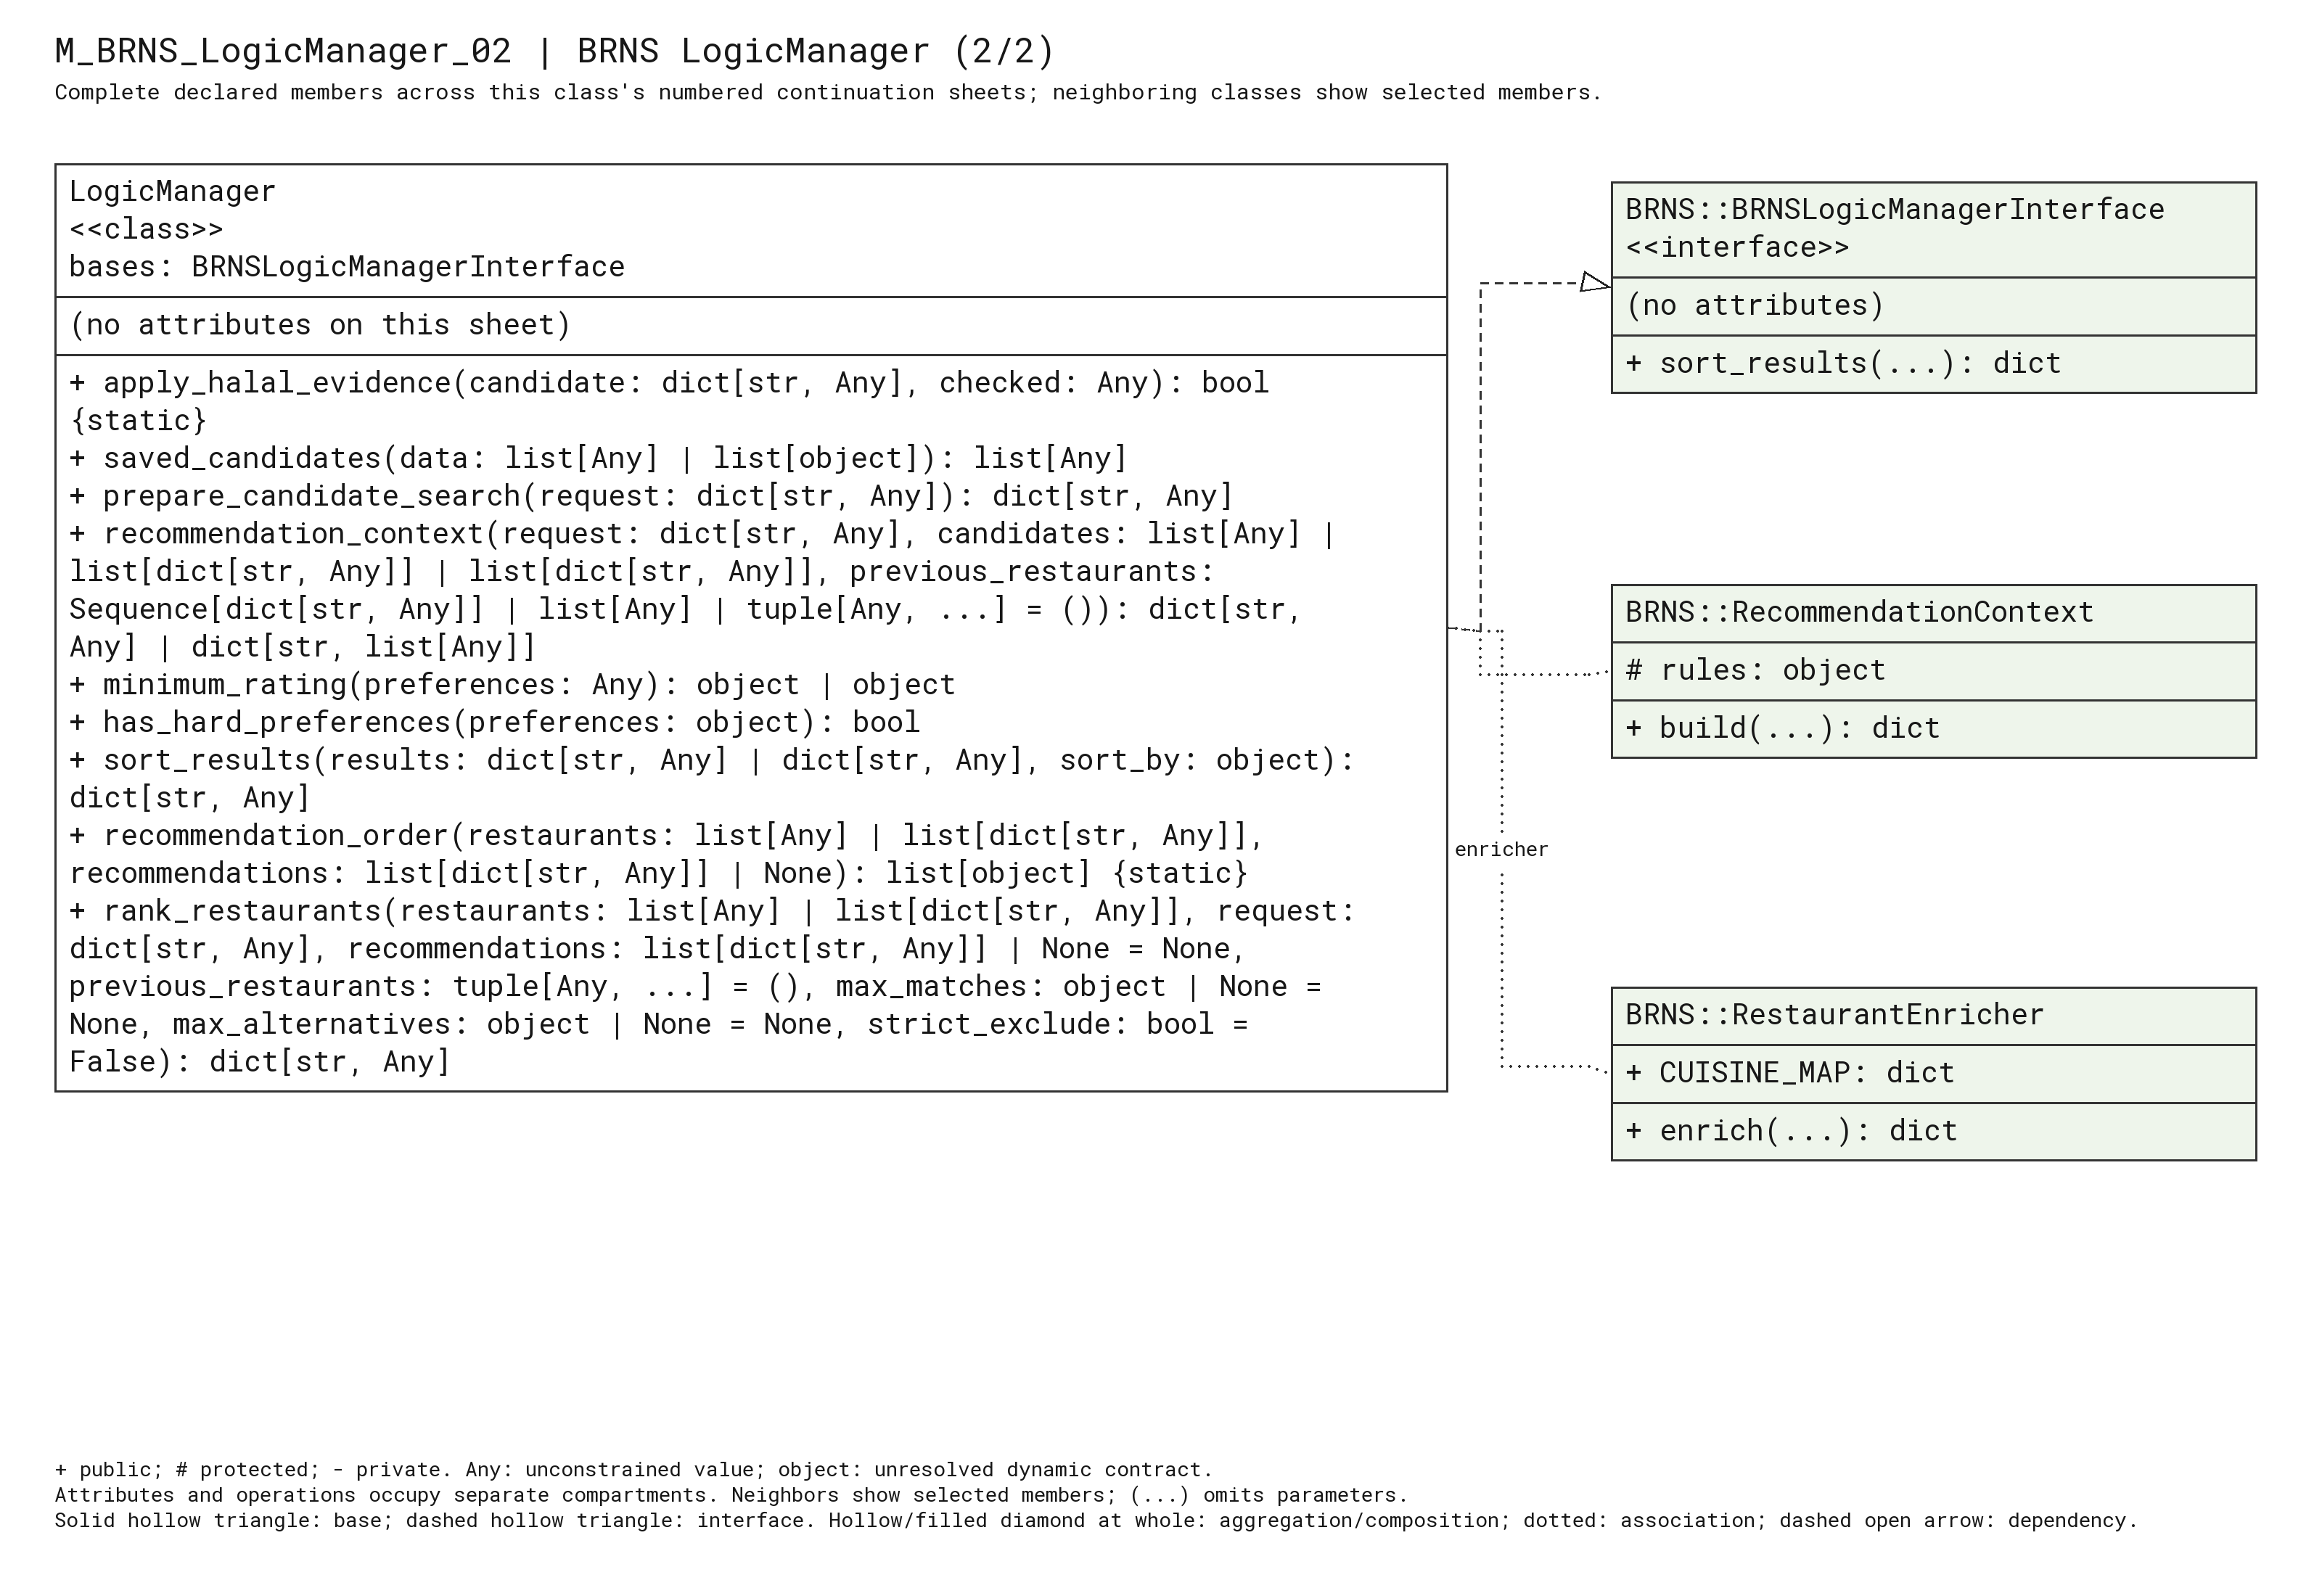 M_BRNS_LogicManager_02 | BRNS LogicManager (2/2)
Complete declared members across this class's numbered continuation sheets; neighboring classes show selected members.
LogicManager
<<class>>
bases: BRNSLogicManagerInterface
(no attributes on this sheet)
+ apply_halal_evidence(candidate: dict[str, Any], checked: Any): bool
{static}
+ saved_candidates(data: list[Any] | list[object]): list[Any]
+ prepare_candidate_search(request: dict[str, Any]): dict[str, Any]
+ recommendation_context(request: dict[str, Any], candidates: list[Any] |
list[dict[str, Any]] | list[dict[str, Any]], previous_restaurants:
Sequence[dict[str, Any]] | list[Any] | tuple[Any, ...] = ()): dict[str,
Any] | dict[str, list[Any]]
+ minimum_rating(preferences: Any): object | object
+ has_hard_preferences(preferences: object): bool
+ sort_results(results: dict[str, Any] | dict[str, Any], sort_by: object):
dict[str, Any]
+ recommendation_order(restaurants: list[Any] | list[dict[str, Any]],
recommendations: list[dict[str, Any]] | None): list[object] {static}
+ rank_restaurants(restaurants: list[Any] | list[dict[str, Any]], request:
dict[str, Any], recommendations: list[dict[str, Any]] | None = None,
previous_restaurants: tuple[Any, ...] = (), max_matches: object | None =
None, max_alternatives: object | None = None, strict_exclude: bool =
False): dict[str, Any]
enricher
BRNS::BRNSLogicManagerInterface
<<interface>>
(no attributes)
+ sort_results(...): dict
BRNS::RecommendationContext
# rules: object
+ build(...): dict
BRNS::RestaurantEnricher
+ CUISINE_MAP: dict
+ enrich(...): dict
+ public; # protected; - private. Any: unconstrained value; object: unresolved dynamic contract.
Attributes and operations occupy separate compartments. Neighbors show selected members; (...) omits parameters.
Solid hollow triangle: base; dashed hollow triangle: interface. Hollow/filled diamond at whole: aggregation/composition; dotted: association; dashed open arrow: dependency.